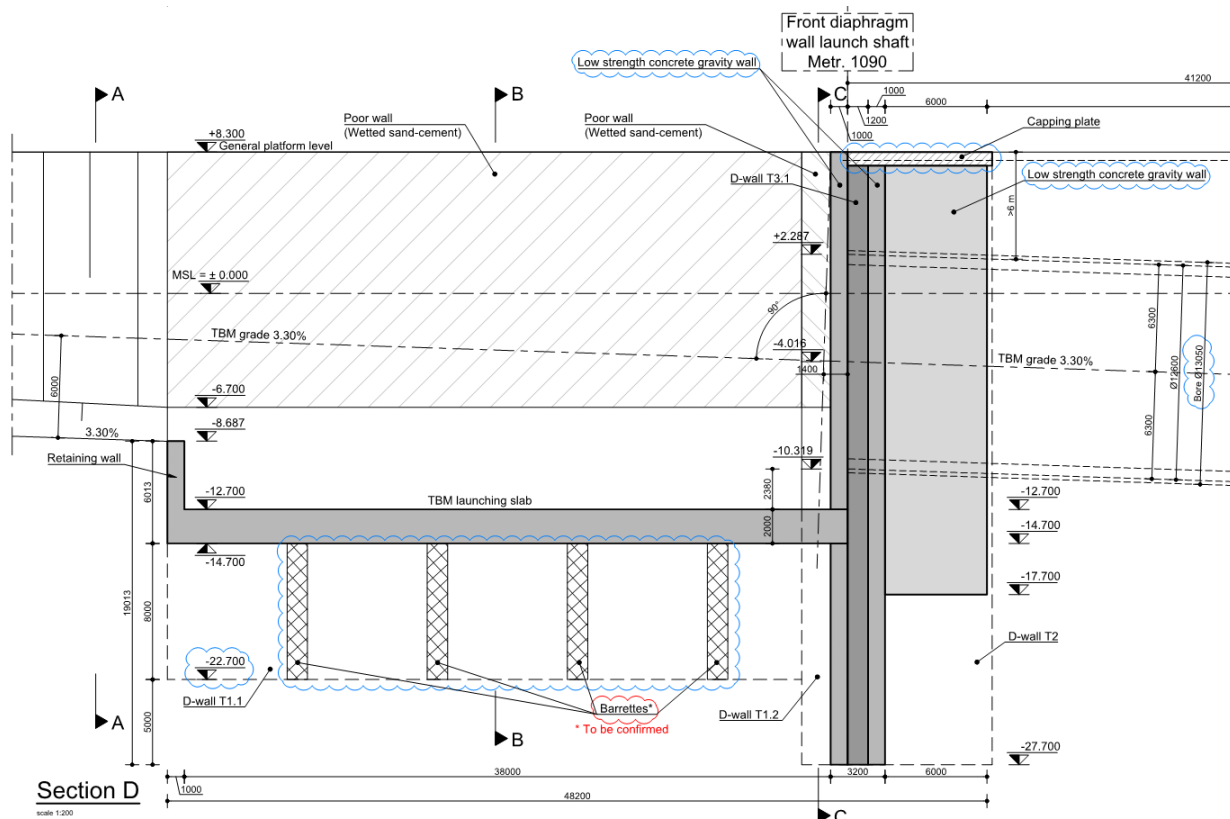 Front diaphragm
wall launch shaft
Metr. 1090
Low strength concrete gravity wall
41200
A
B
C
1000
6000
1200
1000
Poor wall
(Wetted sand-cement)
Poor wall
(Wetted sand-cement)
Capping plate
+8.300
General platform level
D-wall T3.1
Low strength concrete gravity wall
>6 m
+2.287
MSL = ± 0.000
90°
TBM grade 3.30%
-4.016
1400
TBM grade 3.30%
6000
6300
Ø12600
Bore Ø13050
6300
-6.700
-8.687
3.30%
Retaining wall
-10.319
6013
-12.700
TBM launching slab
2380
2000
-12.700
-14.700
-14.700
-17.700
19013
8000
-22.700
D-wall T1.1
D-wall T2
Barrettes*
* To be confirmed
D-wall T1.2
A
B
5000
-27.700
Section D
scale 1:200
1000
38000
3200
6000
48200
C